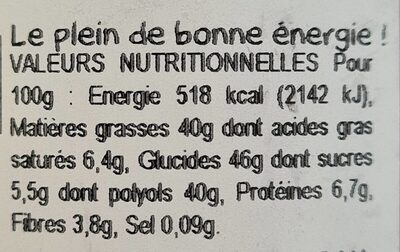 Le plein de bonne énergie !
VALEURS NUTRITIONNELLES Pour
100g : Energie 518 kcal (2142 kJ),
Matières grasses 40g dont acides gras
saturés 6,4g, Glucides 46g dont sucres
5,5g dont polyols 40g, Protéines 6,7g,
Fibres 3,8g, Sel 0,09g.